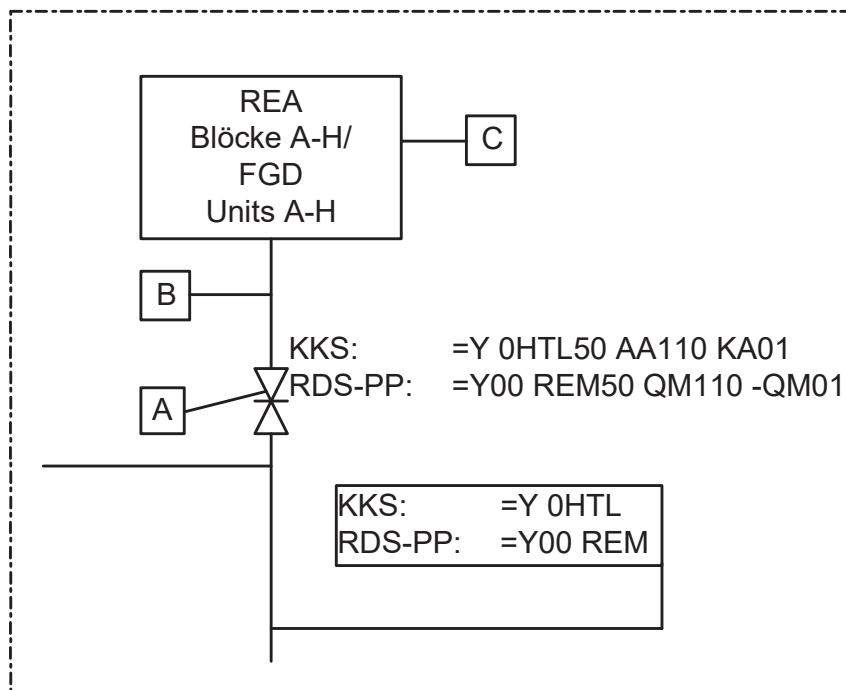 REA
Blöcke A-H/
FGD
Units A-H
C
B
KKS: =Y 0HTL50 AA110 KA01
RDS-PP: =Y00 REM50 QM110 -QM01
A
KKS: =Y 0HTL
RDS-PP: =Y00 REM